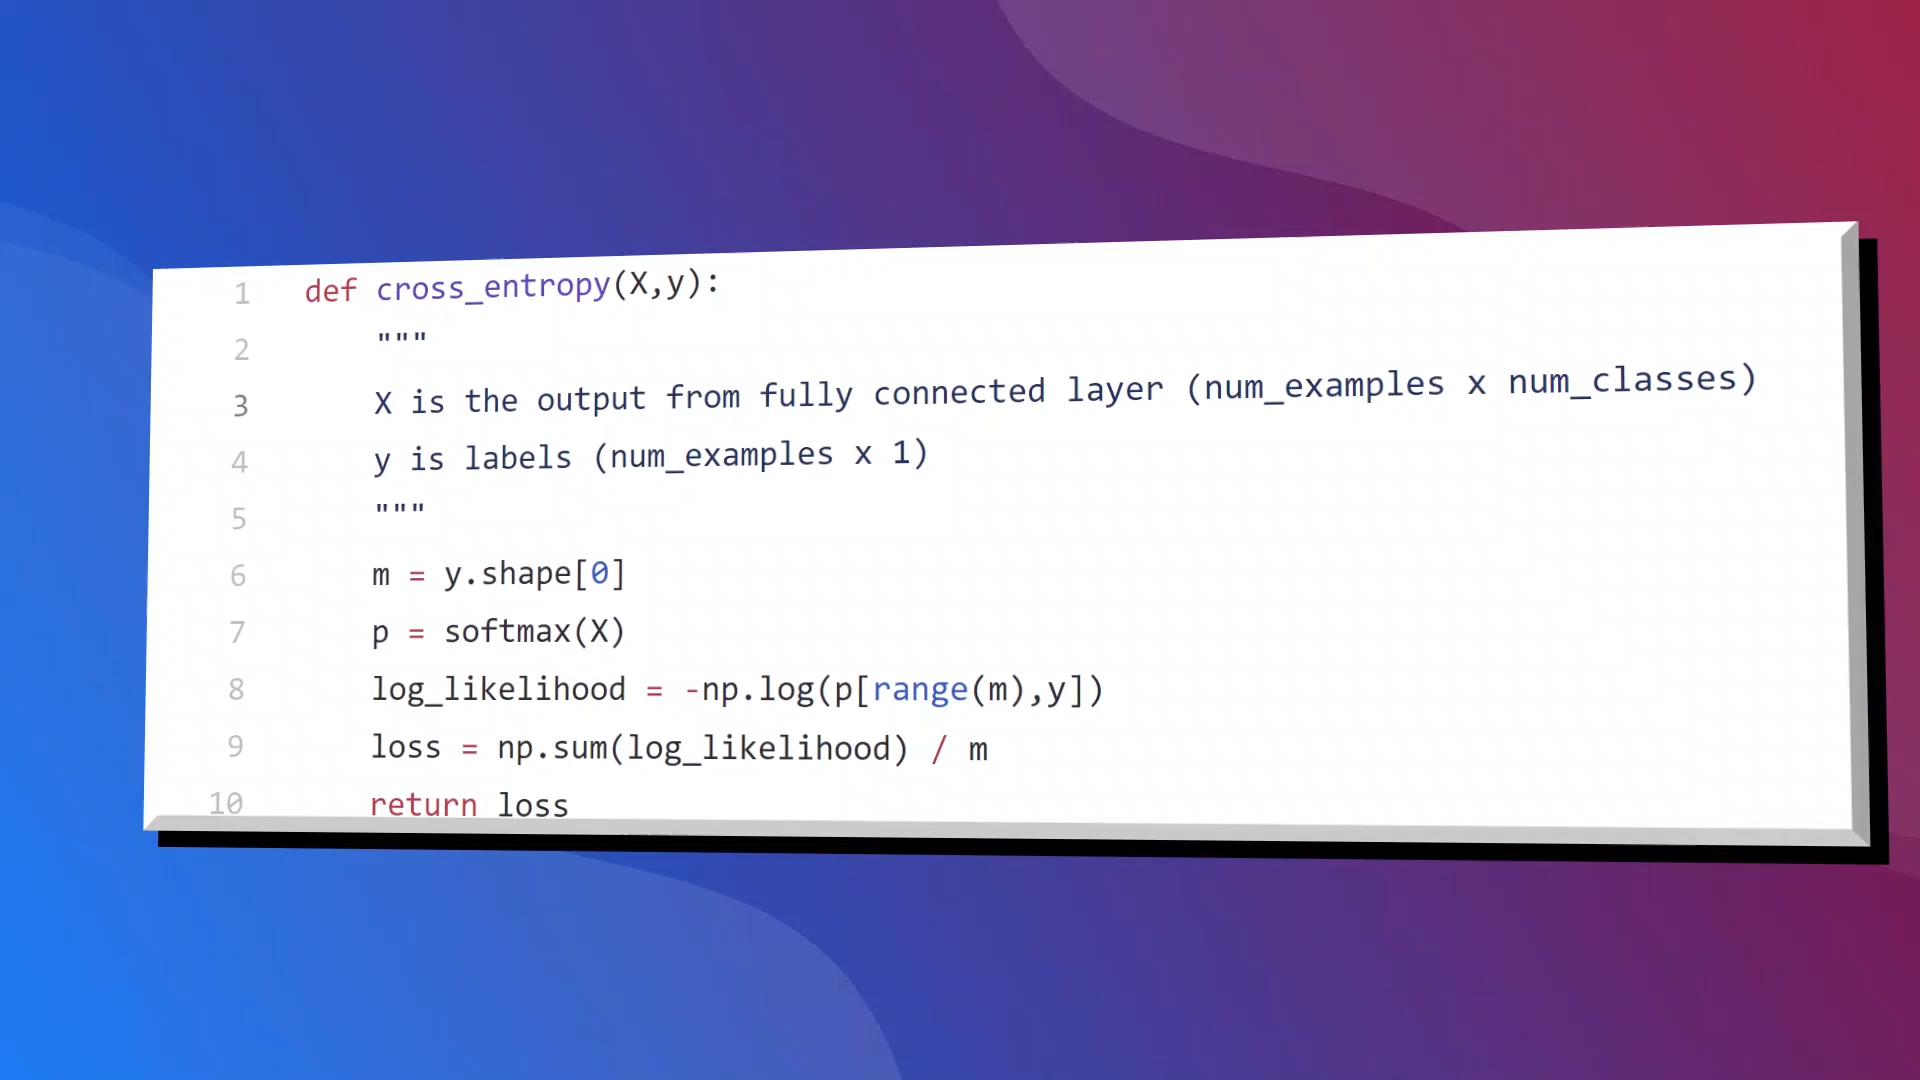 1 def cross_entropy(X,y):
2 """
3 X is the output from fully connected layer (num_examples x num_classes)
4 y is labels (num_examples x 1)
5 """
6 m = y.shape[0]
7 p = softmax(X)
8 log_likelihood = -np.log(p[range(m),y])
9 loss = np.sum(log_likelihood) / m
10 return loss